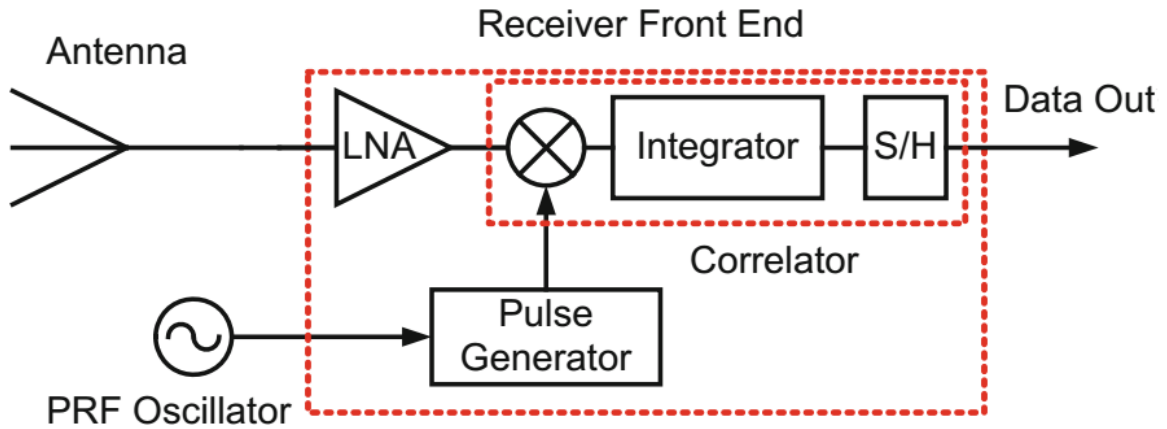 Receiver Front End
Antenna
Data Out
LNA
Integrator
S/H
Correlator
Pulse
Generator
PRF Oscillator